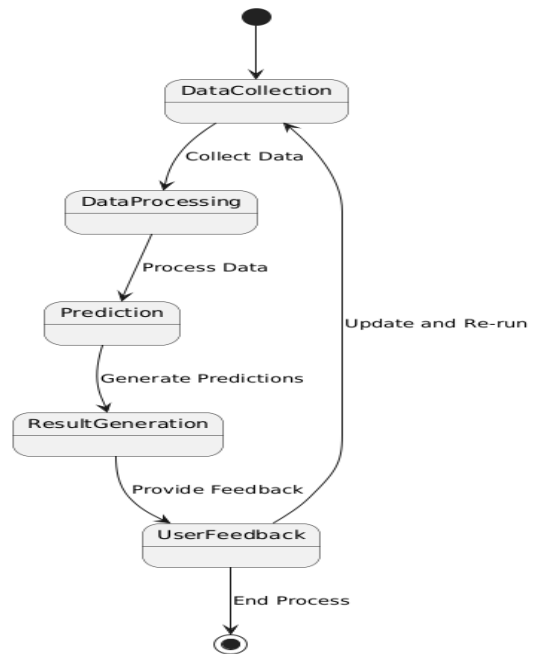 DataCollection
Collect Data
DataProcessing
Process Data
Prediction
Update and Re-run
Generate Predictions
ResultGeneration
Provide Feedback
UserFeedback
End Process